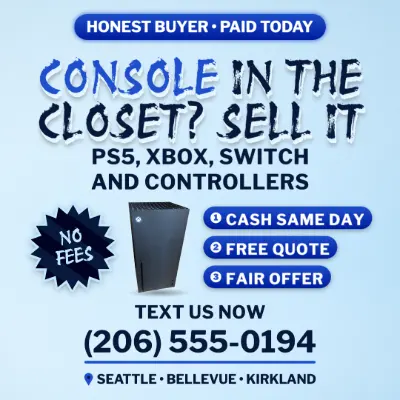 HONEST BUYER • PAID TODAY
CONSOLE IN THE
CLOSET? SELL IT
PS5, XBOX, SWITCH
AND CONTROLLERS
NO
FEES
1 CASH SAME DAY
2 FREE QUOTE
3 FAIR OFFER
TEXT US NOW
(206) 555-0194
SEATTLE • BELLEVUE • KIRKLAND